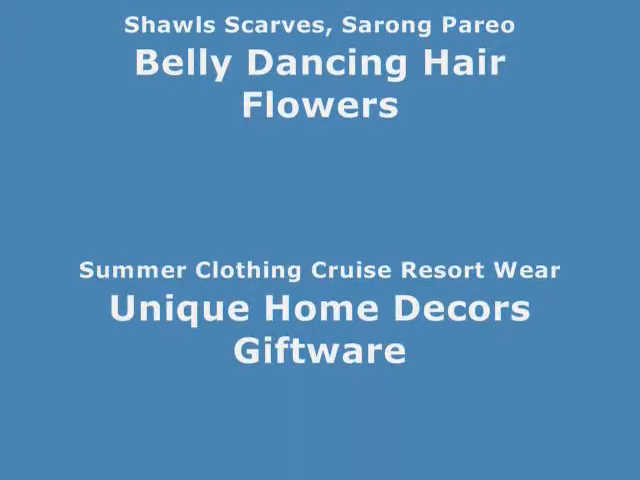 Shawls Scarves, Sarong Pareo
Belly Dancing Hair
Flowers
Summer Clothing Cruise Resort Wear
Unique Home Decors
Giftware